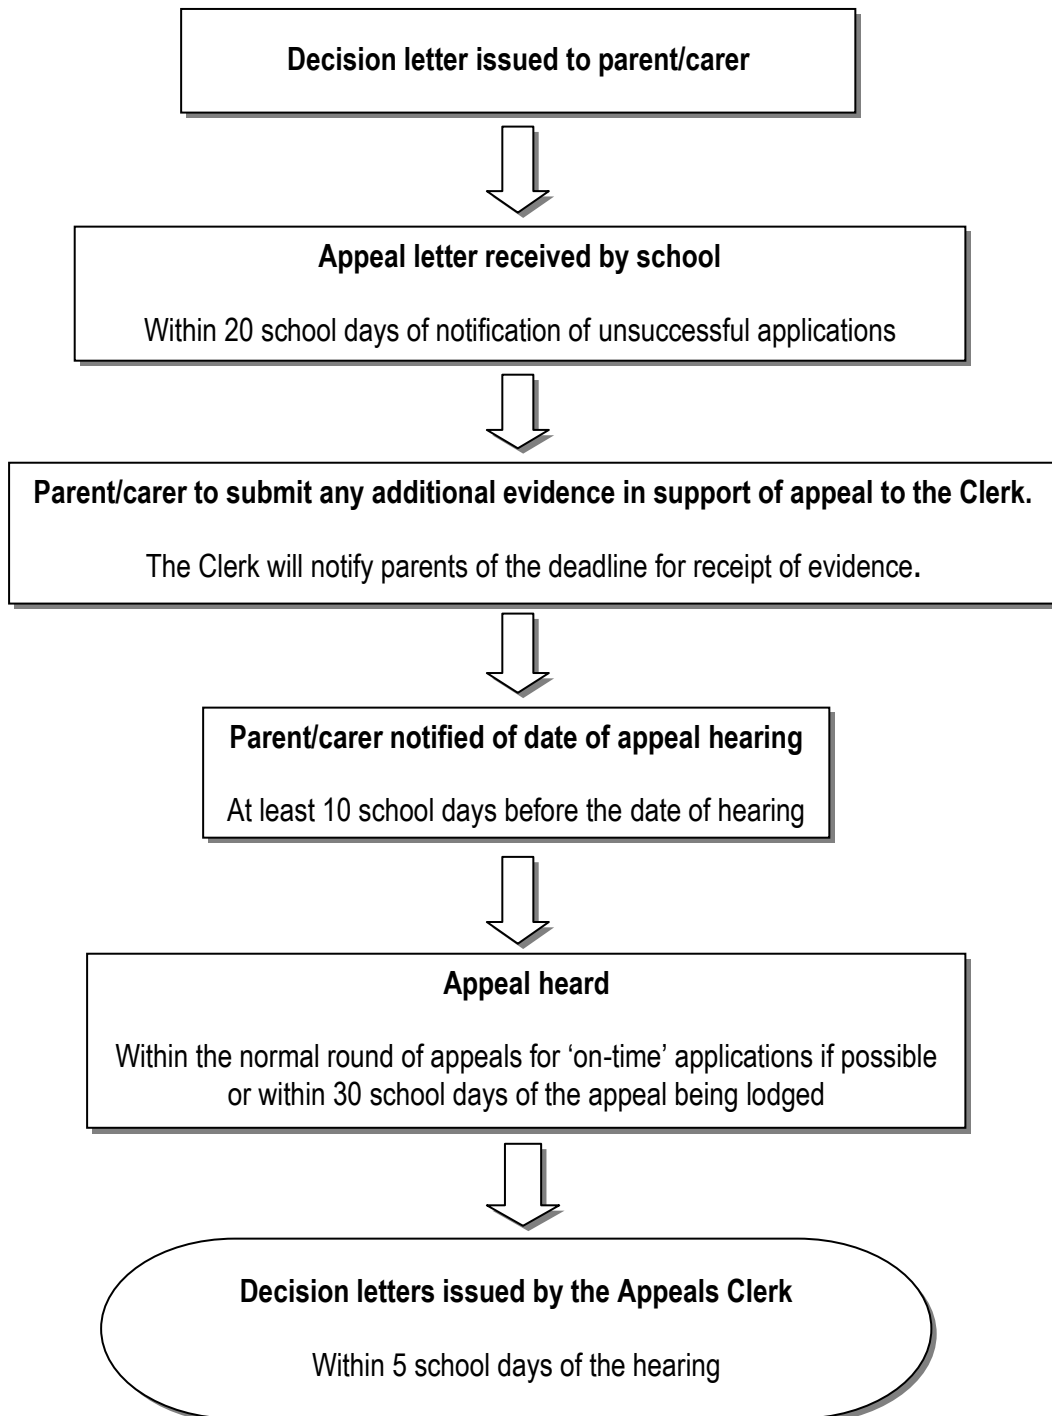 Decision letter issued to parent/carer
Appeal letter received by school
Within 20 school days of notification of unsuccessful applications
Parent/carer to submit any additional evidence in support of appeal to the Clerk.
The Clerk will notify parents of the deadline for receipt of evidence.
Parent/carer notified of date of appeal hearing
At least 10 school days before the date of hearing
Appeal heard
Within the normal round of appeals for ‘on-time’ applications if possible
or within 30 school days of the appeal being lodged
Decision letters issued by the Appeals Clerk
Within 5 school days of the hearing